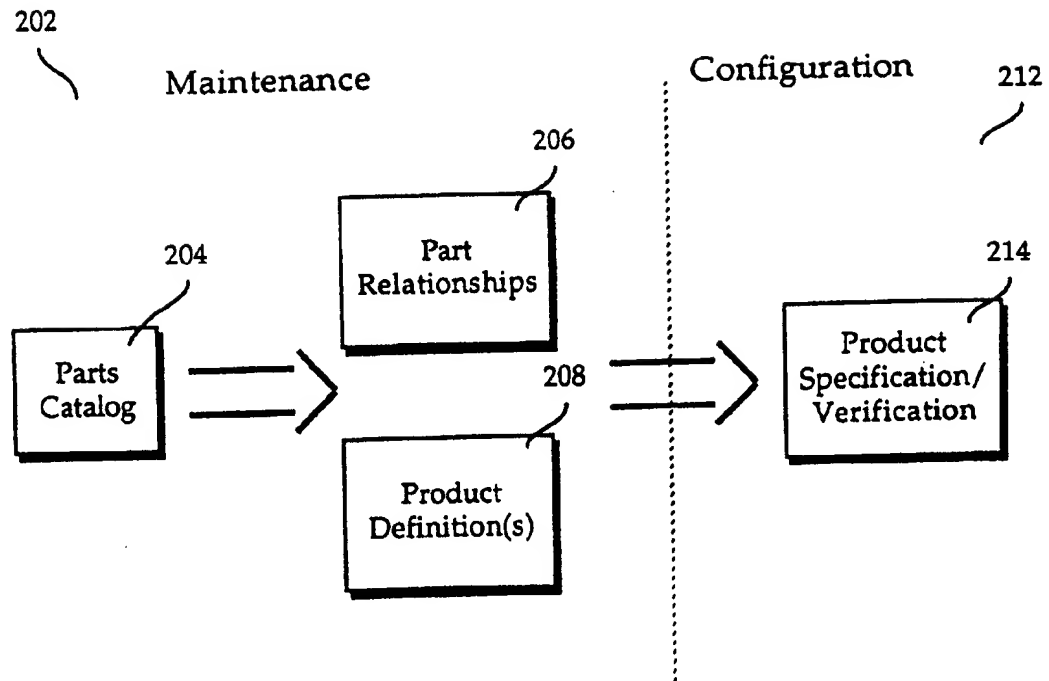 202
Maintenance
Configuration
212
206
Part
Relationships
204
Parts
Catalog
214
Product
Specification/
Verification
208
Product
Definition(s)